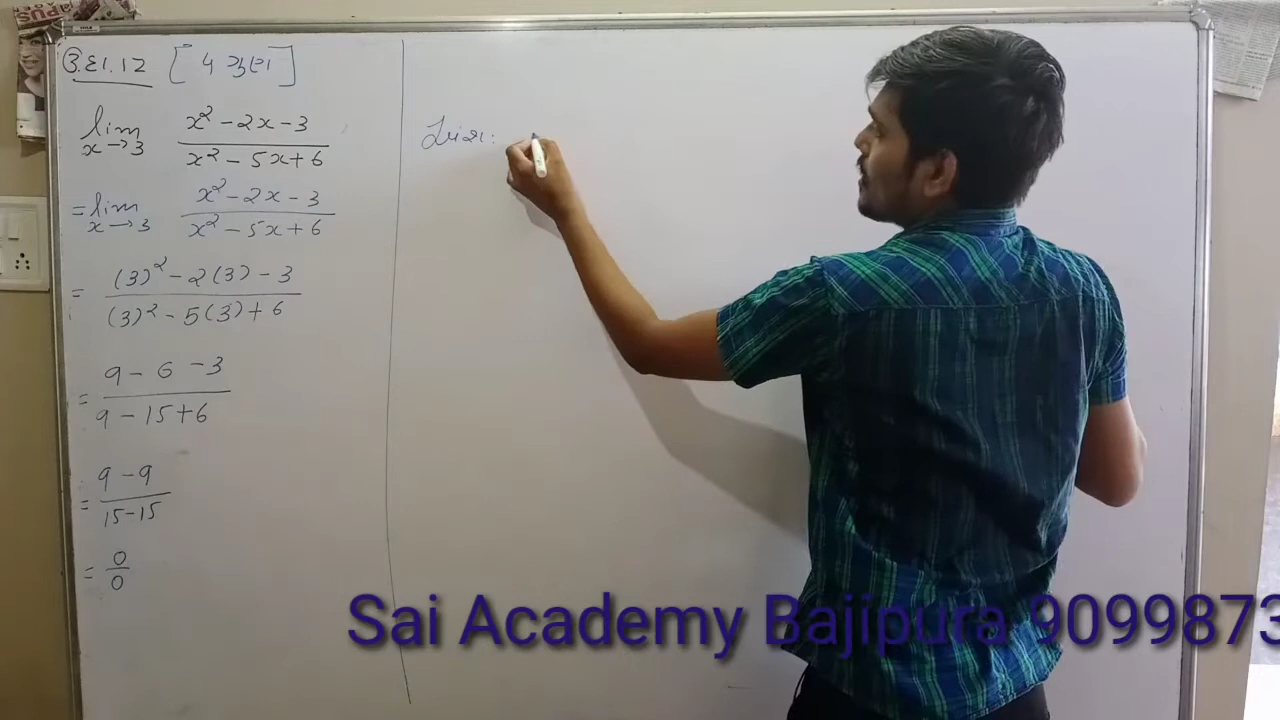 ઉ.દા.12 [4 ગુણ]
lim x→3 x² - 2x - 3 / x² - 5x + 6
= lim x→3 x² - 2x - 3 / x² - 5x + 6
= (3)² - 2(3) - 3 / (3)² - 5(3) + 6
= 9 - 6 - 3 / 9 - 15 + 6
= 9 - 9 / 15 - 15
= 0 / 0
અંશ:
Sai Academy Bajipura 9099873